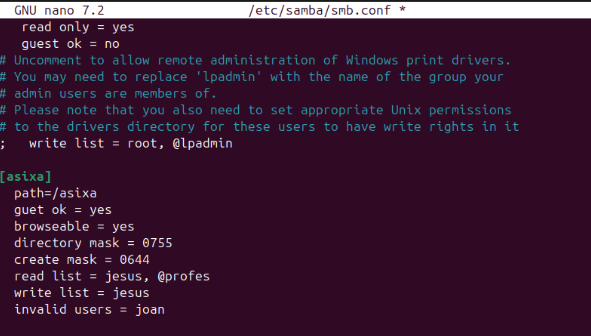 GNU nano 7.2 /etc/samba/smb.conf *
read only = yes
guest ok = no
# Uncomment to allow remote administration of Windows print drivers.
# You may need to replace 'lpadmin' with the name of the group your
# admin users are members of.
# Please note that you also need to set appropriate Unix permissions
# to the drivers directory for these users to have write rights in it
; write list = root, @lpadmin
[asixa]
path=/asixa
guet ok = yes
browseable = yes
directory mask = 0755
create mask = 0644
read list = jesus, @profes
write list = jesus
invalid users = joan